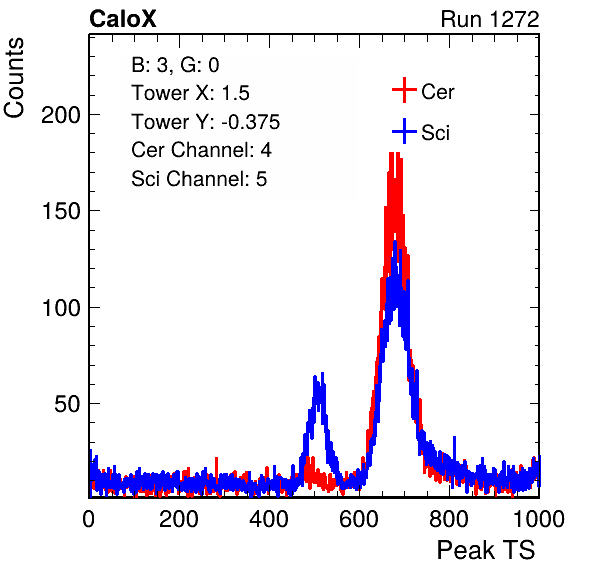 CaloX
Run 1272
Counts
B: 3, G: 0
Tower X: 1.5
Tower Y: -0.375
Cer Channel: 4
Sci Channel: 5
Cer
Sci
200
150
100
50
0 200 400 600 800 1000
Peak TS